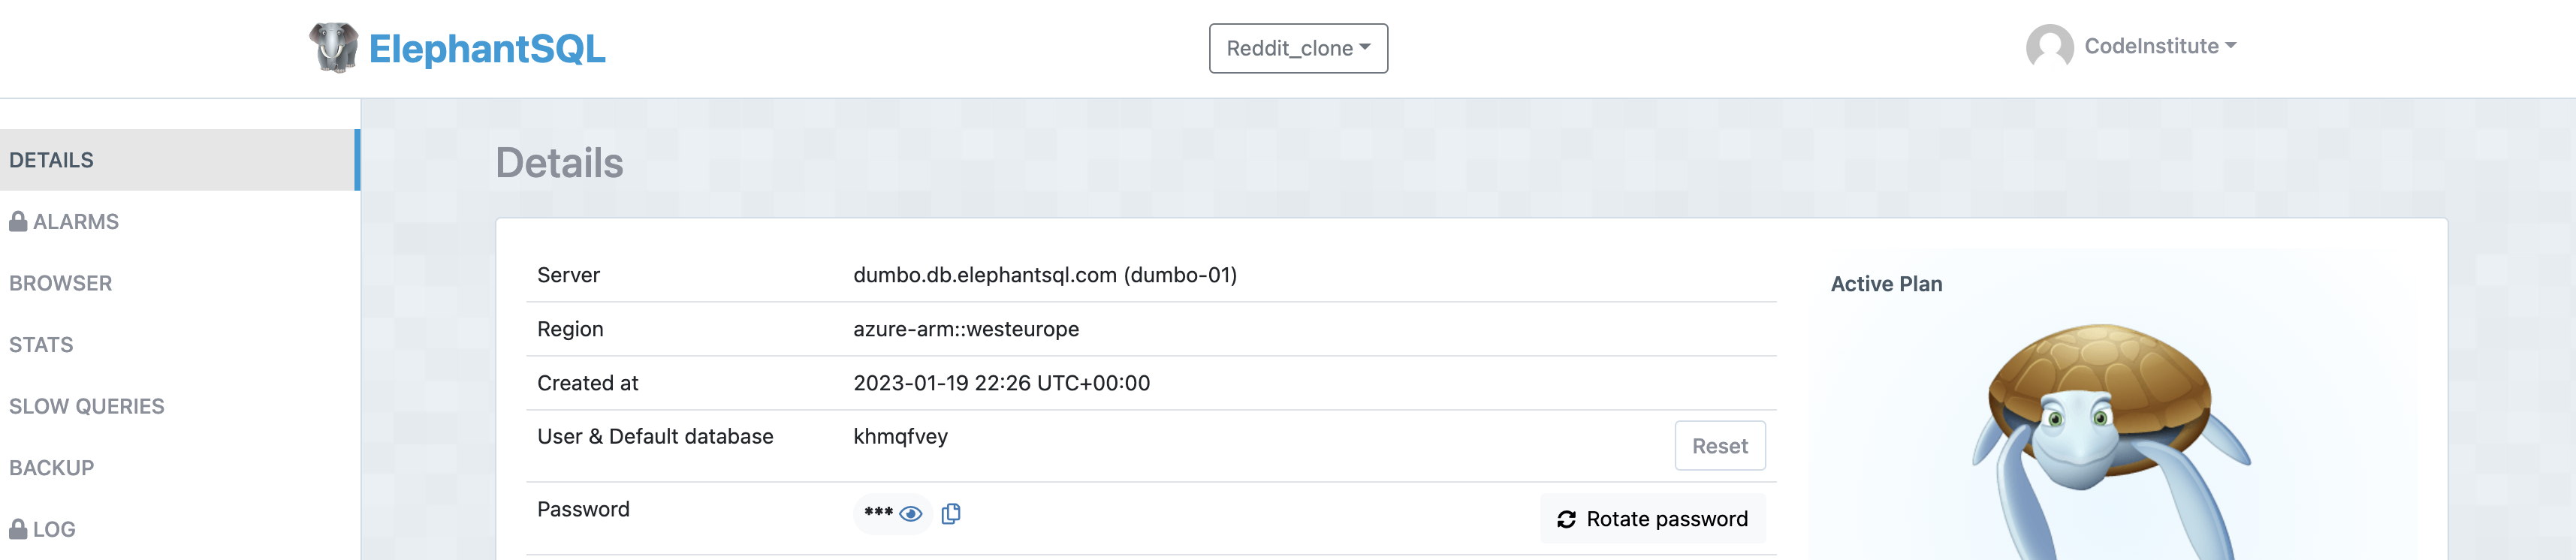 ElephantSQL
Reddit_clone
CodeInstitute
DETAILS
ALARMS
BROWSER
STATS
SLOW QUERIES
BACKUP
LOG
Details
Server dumbo.db.elephantsql.com (dumbo-01)
Region azure-arm::westeurope
Created at 2023-01-19 22:26 UTC+00:00
User & Default database khmqfvey Reset
Password *** Rotate password
Active Plan